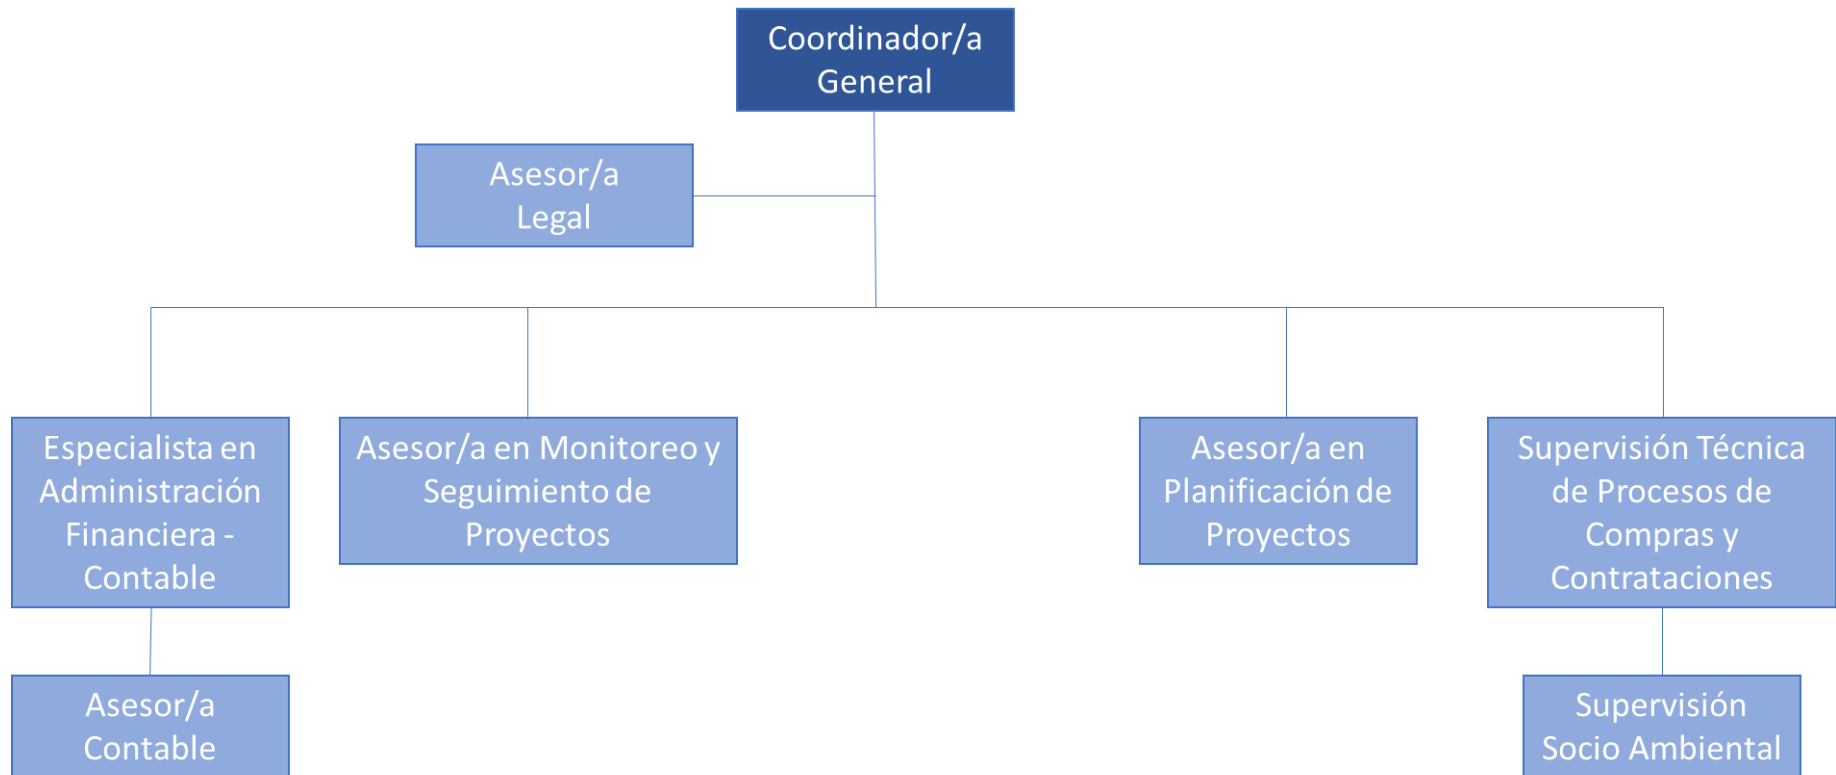 Coordinador/a
General
Asesor/a
Legal
Especialista en
Administración
Financiera -
Contable
Asesor/a en Monitoreo y
Seguimiento de
Proyectos
Asesor/a en
Planificación de
Proyectos
Supervisión Técnica
de Procesos de
Compras y
Contrataciones
Asesor/a
Contable
Supervisión
Socio Ambiental